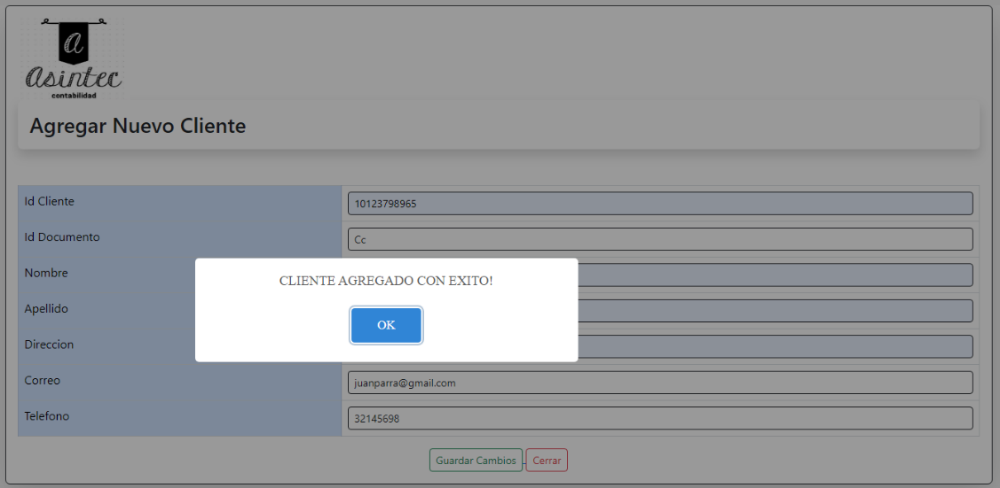 a
asintec
contabilidad
Agregar Nuevo Cliente
Id Cliente
10123798965
Id Documento
Cc
Nombre
CLIENTE AGREGADO CON EXITO!
Apellido
OK
Direccion
Correo
juanparra@gmail.com
Telefono
32145698
Guardar Cambios Cerrar